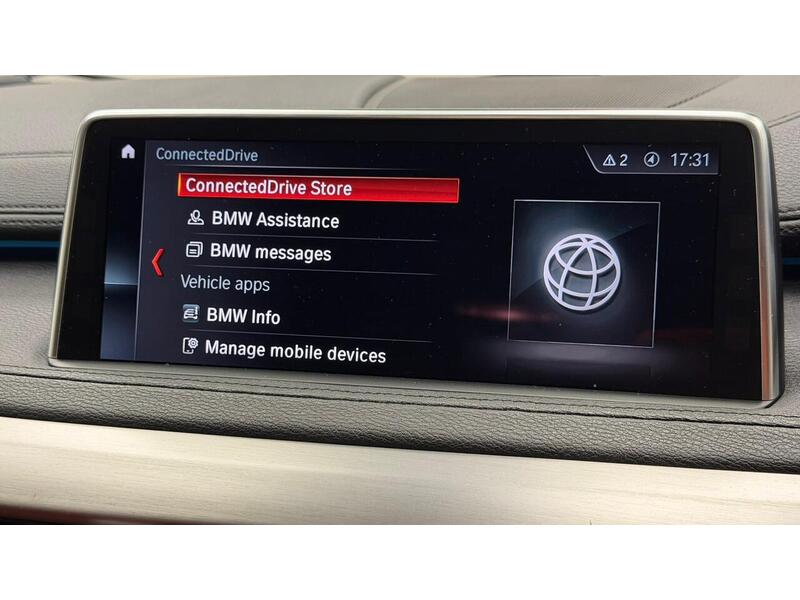 ConnectedDrive
2 17:31
ConnectedDrive Store
BMW Assistance
BMW messages
Vehicle apps
BMW Info
Manage mobile devices